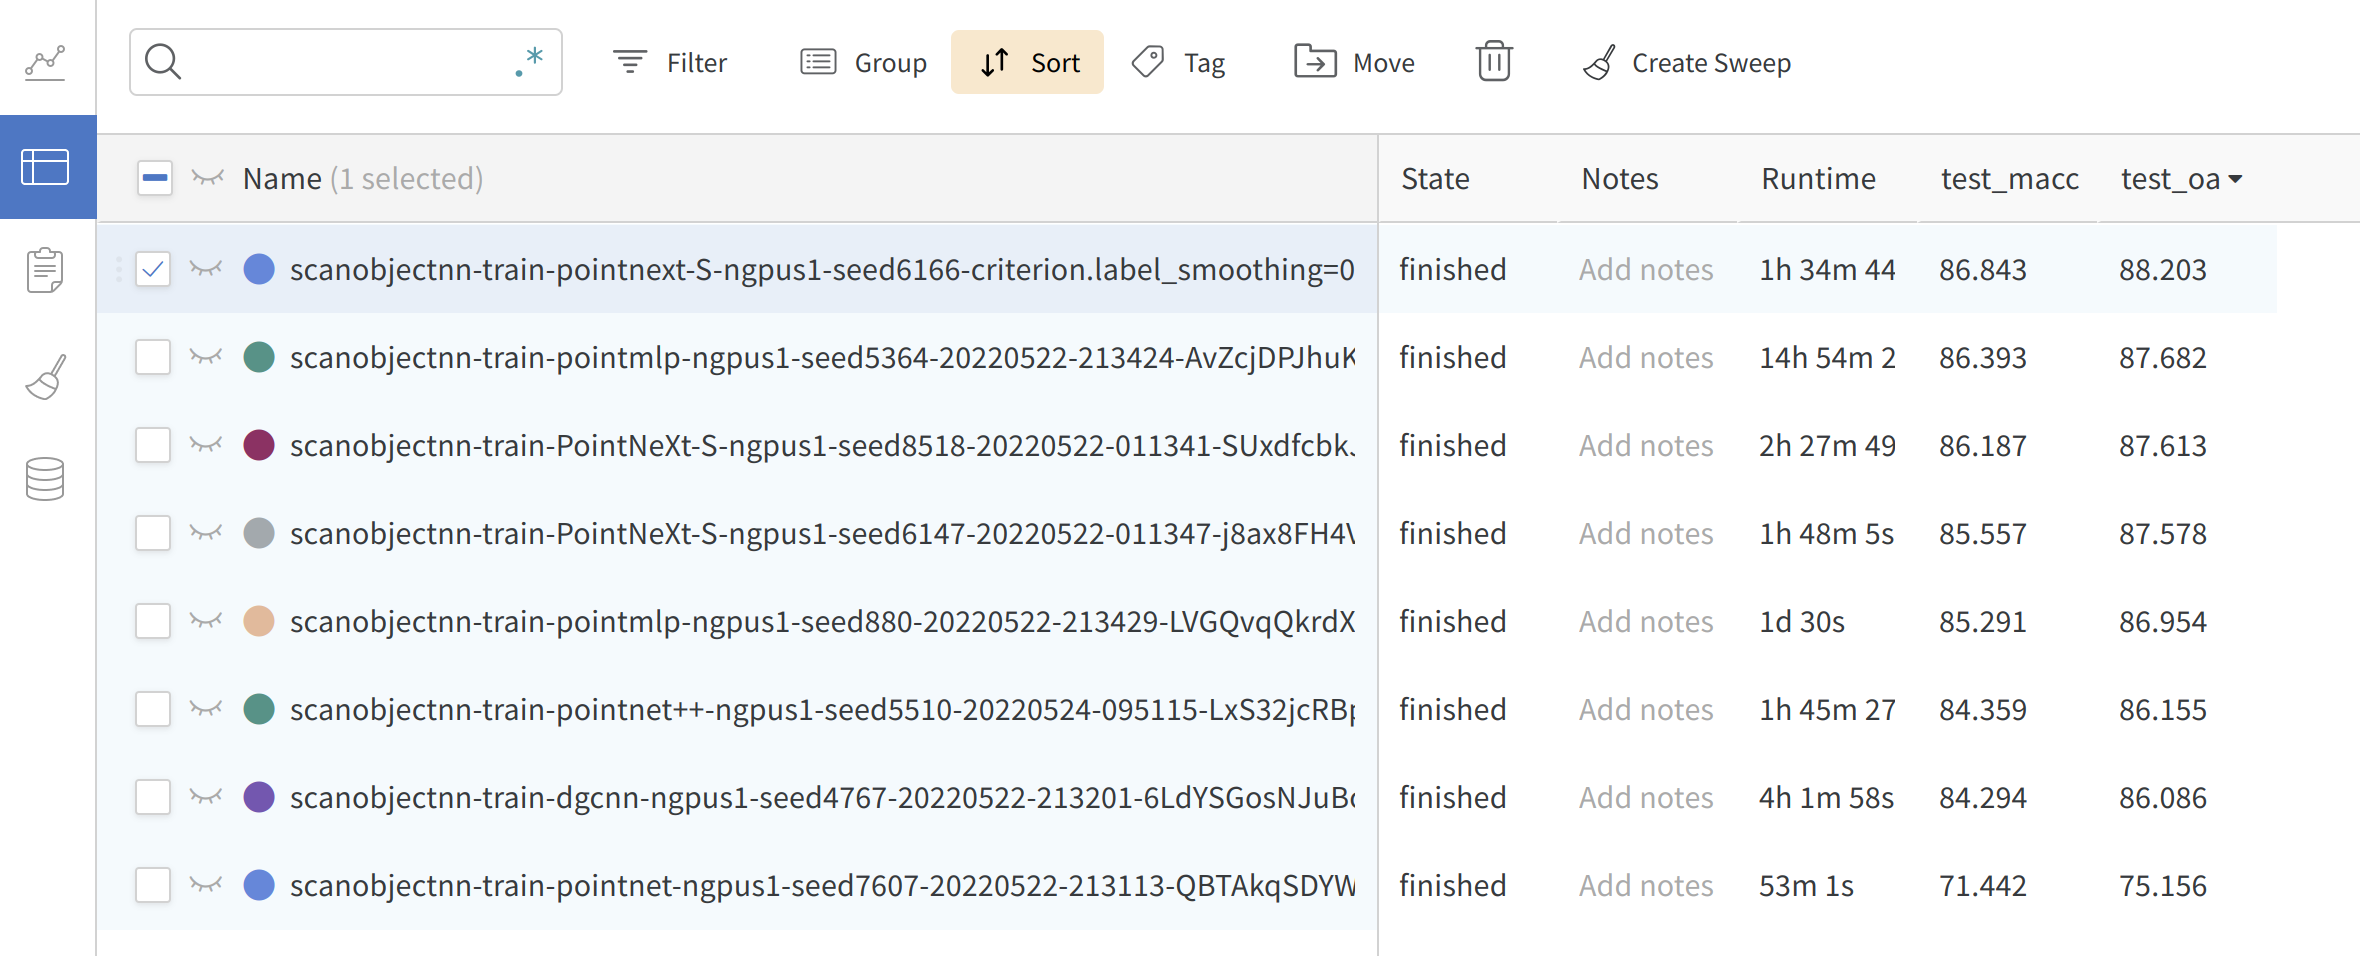 .* Filter Group Sort Tag Move Create Sweep
Name (1 selected) State Notes Runtime test_macc test_oa
scanobjectnn-train-pointnext-S-ngpus1-seed6166-criterion.label_smoothing=0 finished Add notes 1h 34m 44 86.843 88.203
scanobjectnn-train-pointmlp-ngpus1-seed5364-20220522-213424-AvZcjDPJhuK finished Add notes 14h 54m 2 86.393 87.682
scanobjectnn-train-PointNeXt-S-ngpus1-seed8518-20220522-011341-SUxdfcbk finished Add notes 2h 27m 49 86.187 87.613
scanobjectnn-train-PointNeXt-S-ngpus1-seed6147-20220522-011347-j8ax8FH4 finished Add notes 1h 48m 5s 85.557 87.578
scanobjectnn-train-pointmlp-ngpus1-seed880-20220522-213429-LVGQvqQkrdX finished Add notes 1d 30s 85.291 86.954
scanobjectnn-train-pointnet++-ngpus1-seed5510-20220524-095115-LxS32jcRB finished Add notes 1h 45m 27 84.359 86.155
scanobjectnn-train-dgcnn-ngpus1-seed4767-20220522-213201-6LdYSGosNJuB finished Add notes 4h 1m 58s 84.294 86.086
scanobjectnn-train-pointnet-ngpus1-seed7607-20220522-213113-QBTAkqSDYW finished Add notes 53m 1s 71.442 75.156